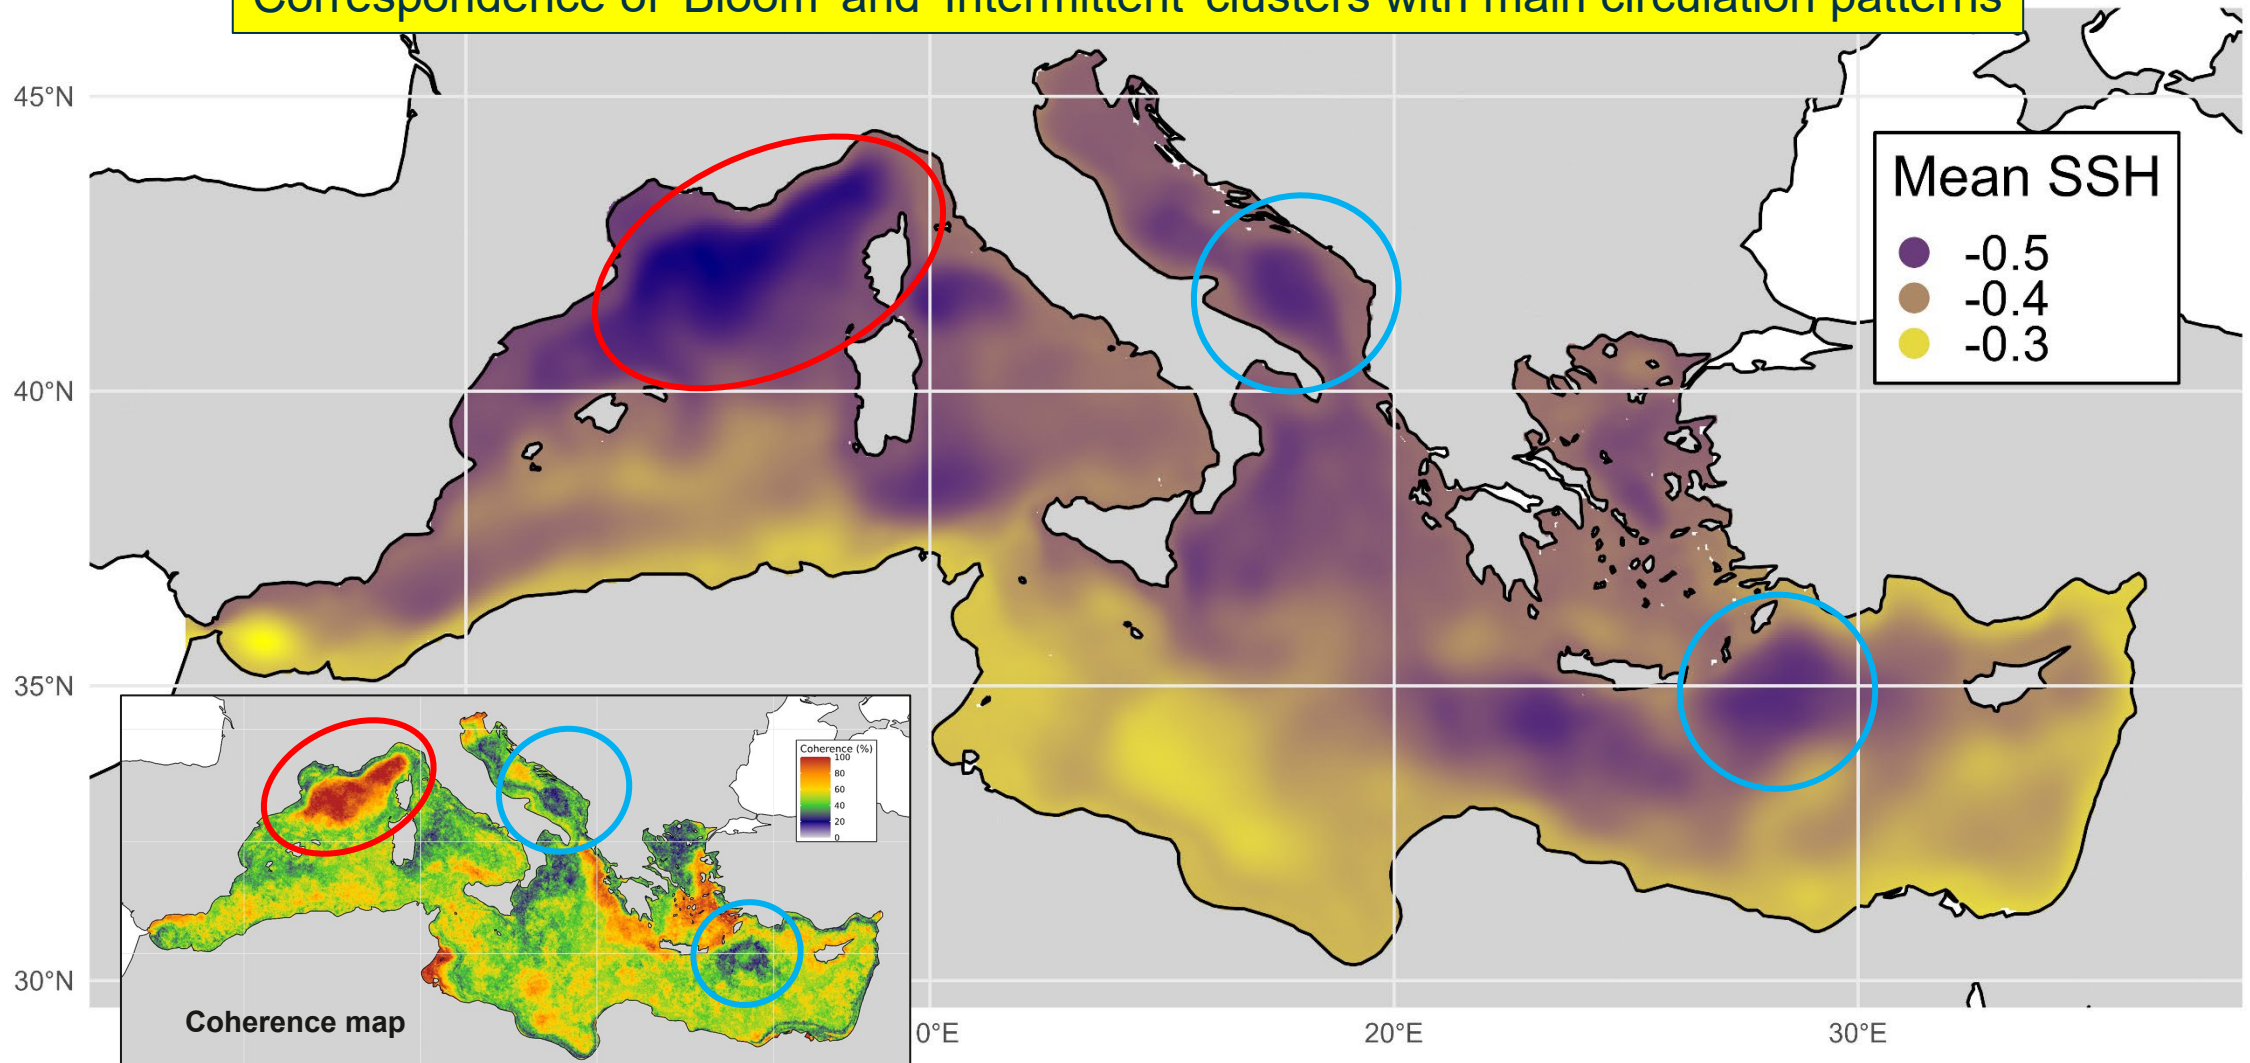 Correspondence of 'Bloom' and 'Intermittent' clusters with main circulation patterns
45°N
40°N
35°N
30°N
Mean SSH
-0.5
-0.4
-0.3
Coherence (%)
100
80
60
40
20
0
Coherence map
0°E
20°E
30°E